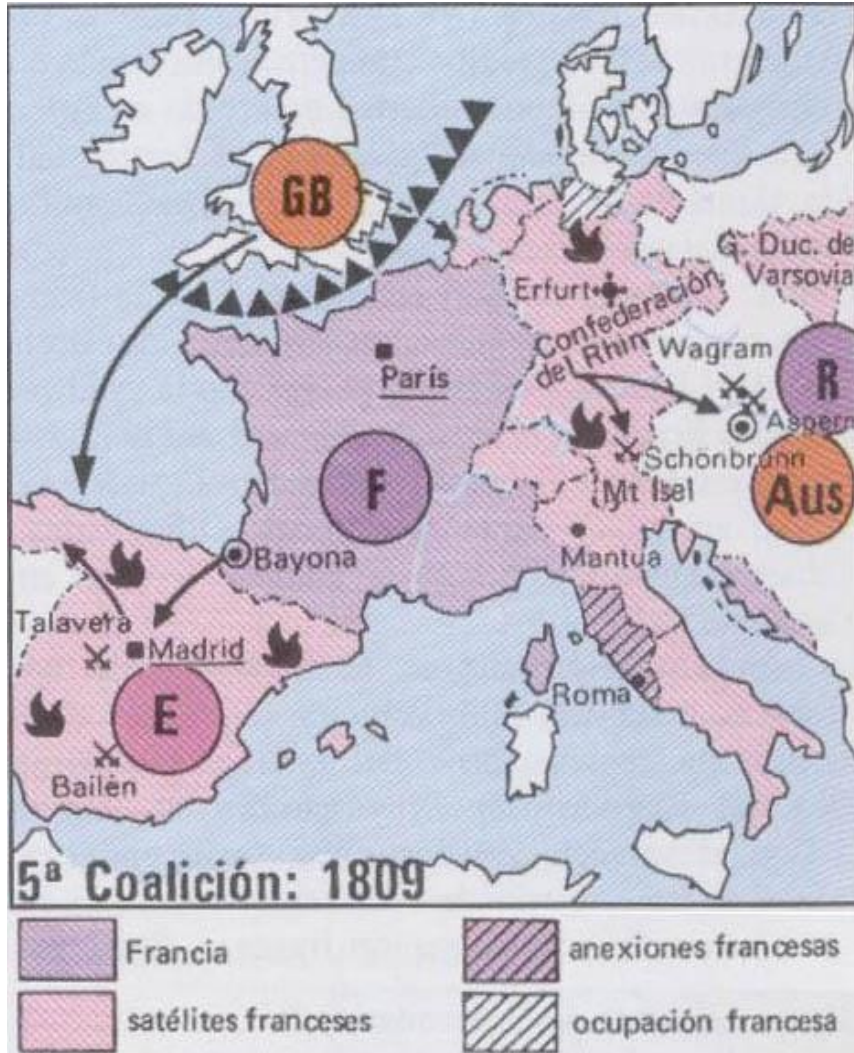 GB
G. Duc. de
Varsovia
Erfurt
Confederación
del Rhin
Wagram
París
R
Aspern
Schönbrunn
F
Aus
Mt Isel
Bayona
Mantua
Talavera
Madrid
Roma
E
Bailén
5ª Coalición: 1809
Francia
anexiones francesas
satélites franceses
ocupación francesa